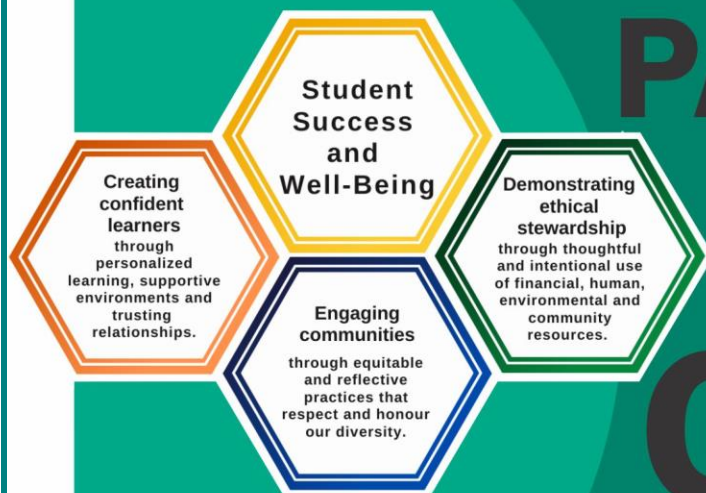 Student
Success
and
Well-Being
Creating
confident
learners
through
personalized
learning, supportive
environments and
trusting
relationships.
Engaging
communities
through equitable
and reflective
practices that
respect and honour
our diversity.
Demonstrating
ethical
stewardship
through thoughtful
and intentional use
of financial, human,
environmental and
community
resources.